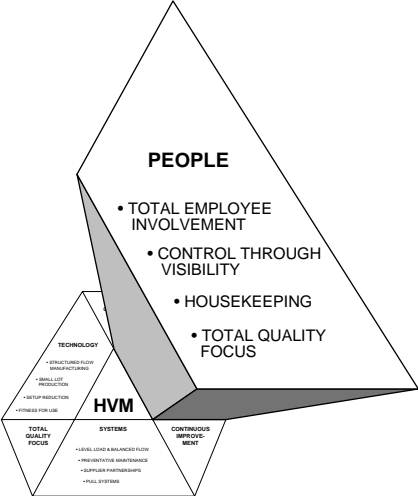 PEOPLE
• TOTAL EMPLOYEE
INVOLVEMENT
• CONTROL THROUGH
VISIBILITY
• HOUSEKEEPING
• TOTAL QUALITY
FOCUS
TECHNOLOGY
• STRUCTURED FLOW
MANUFACTURING
• SMALL LOT
PRODUCTION
• SETUP REDUCTION
• FITNESS FOR USE
HVM
TOTAL
QUALITY
FOCUS
SYSTEMS
• LEVEL LOAD & BALANCED FLOW
• PREVENTATIVE MAINTENANCE
• SUPPLIER PARTNERSHIPS
• PULL SYSTEMS
CONTINUOUS
IMPROVE-
MENT